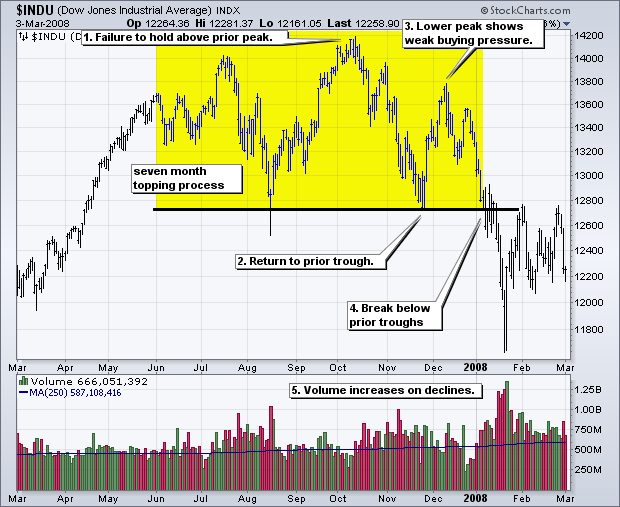 $INDU (Dow Jones Industrial Average) INDX © StockCharts.com
3-Mar-2008 Op 12264.36 Hi 12281.37 Lo 12161.05 Last 12258.90
$INDU (D
1. Failure to hold above prior peak.
3. Lower peak shows
weak buying pressure.
14200
14000
13800
13600
13400
13200
13000
12800
12600
12400
12200
12000
11800
seven month
topping process
2. Return to prior trough.
4. Break below
prior troughs
Mar Apr May Jun Jul Aug Sep Oct Nov Dec 2008 Feb Mar
Volume 666,051,392
MA(250) 587,108,416
5. Volume increases on declines.
1.25B
1.00B
750M
500M
250M
Mar Apr May Jun Jul Aug Sep Oct Nov Dec 2008 Feb Mar